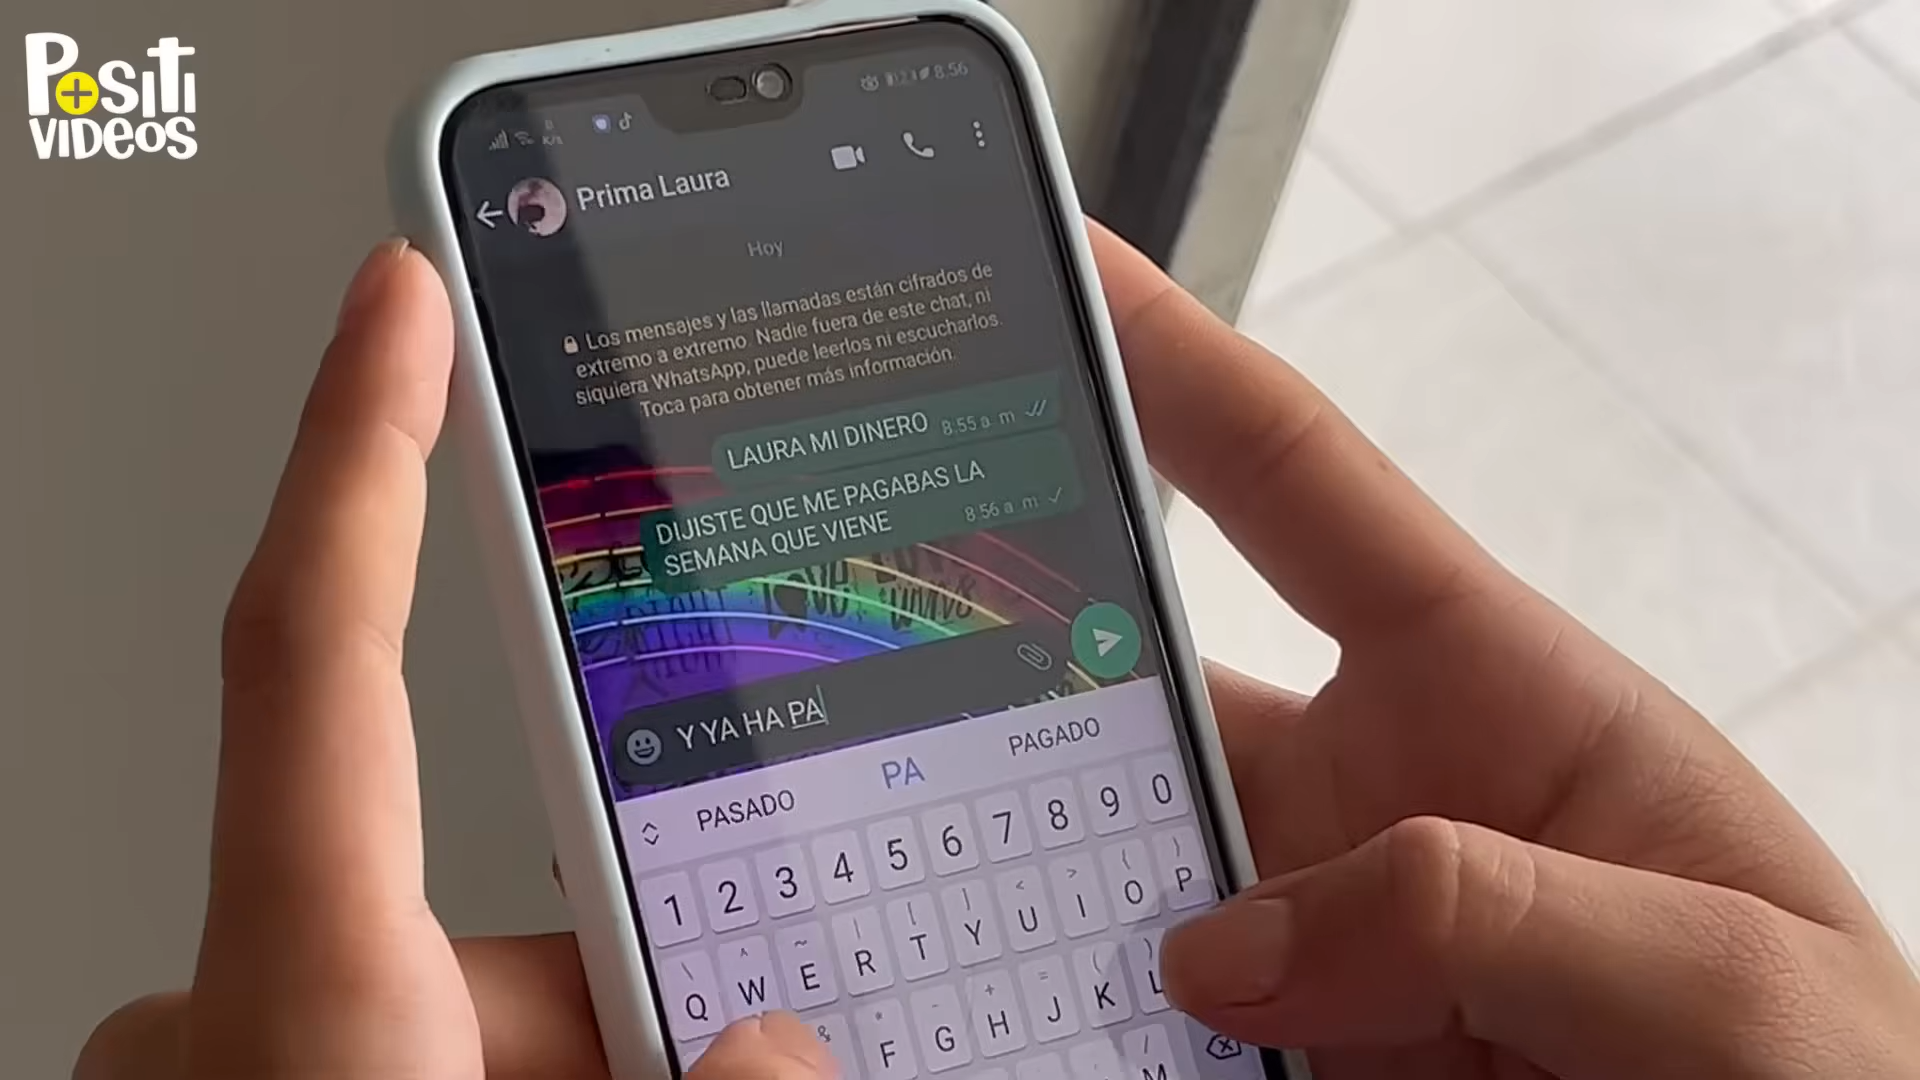 POSITI
VIDEOS
8:56
Prima Laura
Hoy
Los mensajes y las llamadas están cifrados de
extremo a extremo. Nadie fuera de este chat, ni
siquiera WhatsApp, puede leerlos ni escucharlos.
Toca para obtener más información.
LAURA MI DINERO 8:55 a. m.
DIJISTE QUE ME PAGABAS LA
SEMANA QUE VIENE 8:56 a. m.
Y YA HA PA
PASADO PA PAGADO
1 2 3 4 5 6 7 8 9 0
Q W E R T Y U I O P
F G H J K L
M